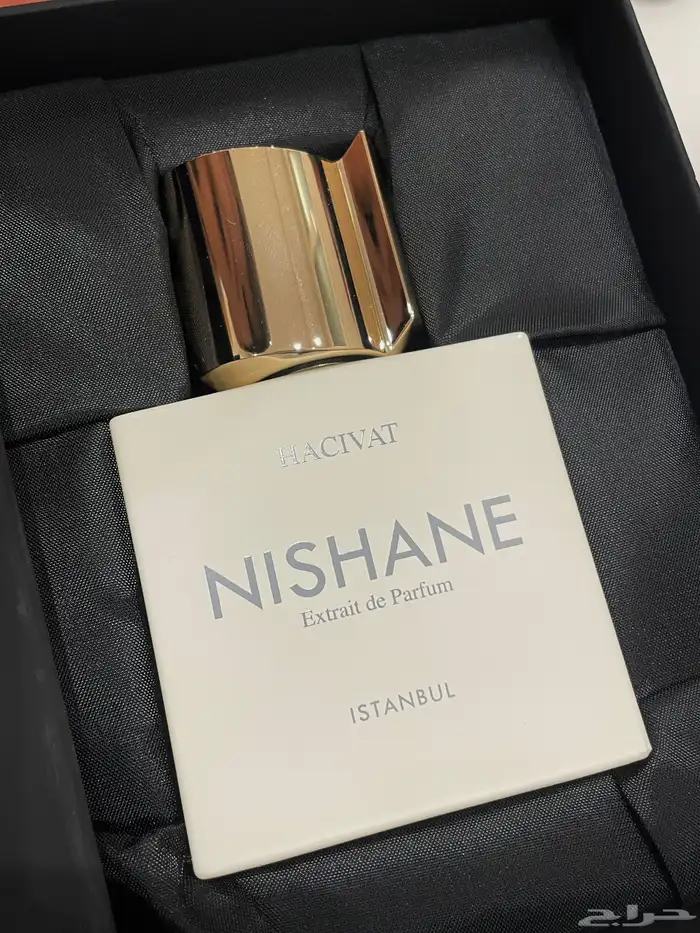 HACIVAT
NISHANE
Extrait de Parfum
ISTANBUL
حراج